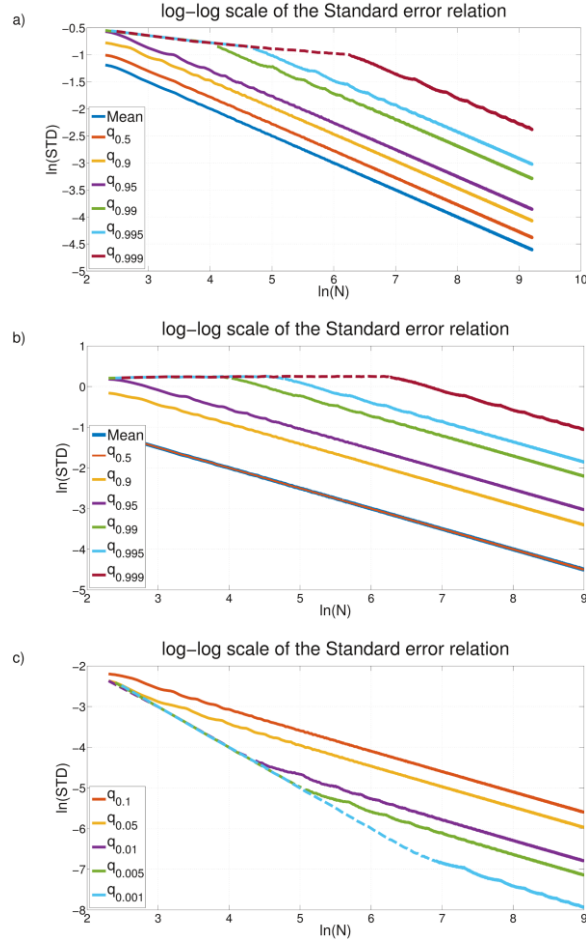 a)
log-log scale of the Standard error relation
-0.5
-1
-1.5
-2
-2.5
-3
-3.5
-4
-4.5
-5
ln(STD)
Mean
q0.5
q0.9
q0.95
q0.99
q0.995
q0.999
2 3 4 5 6 7 8 9 10
ln(N)
b)
log-log scale of the Standard error relation
1
0
-1
-2
-3
-4
-5
ln(STD)
Mean
q0.5
q0.9
q0.95
q0.99
q0.995
q0.999
2 3 4 5 6 7 8 9
ln(N)
c)
log-log scale of the Standard error relation
-2
-3
-4
-5
-6
-7
-8
ln(STD)
q0.1
q0.05
q0.01
q0.005
q0.001
2 3 4 5 6 7 8 9
ln(N)